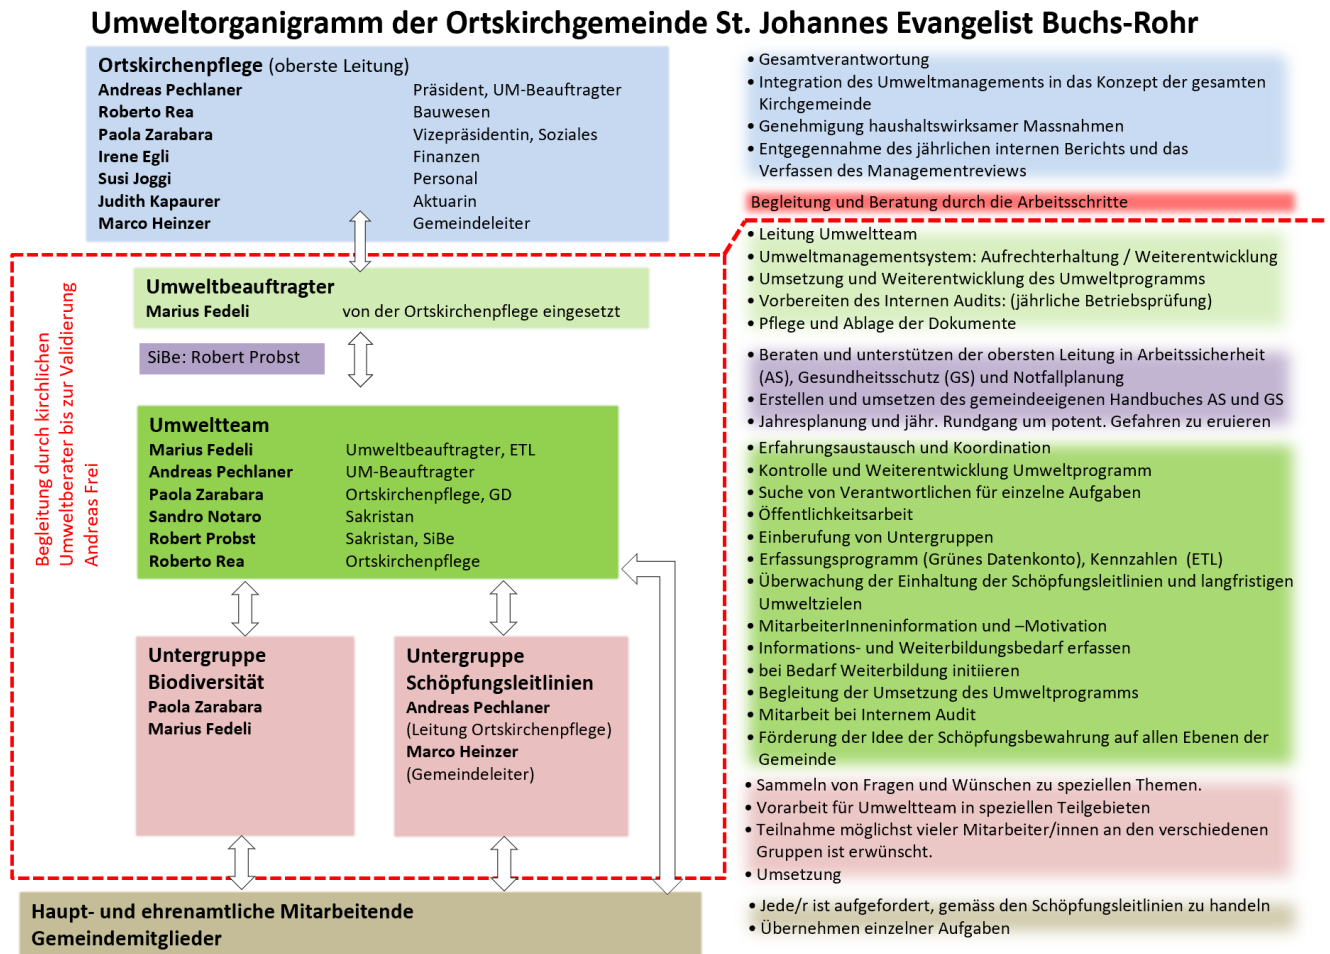 Umweltorganigramm der Ortskirchgemeinde St. Johannes Evangelist Buchs-Rohr
Ortskirchenpflege (oberste Leitung)
Andreas Pechlaner Präsident, UM-Beauftragter
Roberto Rea Bauwesen
Paola Zarabara Vizepräsidentin, Soziales
Irene Egli Finanzen
Susi Joggi Personal
Judith Kapaurer Aktuarin
Marco Heinzer Gemeindeleiter
• Gesamtverantwortung
• Integration des Umweltmanagements in das Konzept der gesamten
Kirchgemeinde
• Genehmigung haushaltswirksamer Massnahmen
• Entgegennahme des jährlichen internen Berichts und das
Verfassen des Managementreviews
Begleitung und Beratung durch die Arbeitsschritte
Begleitung durch kirchlichen
Umweltberater bis zur Validierung
Andreas Frei
Umweltbeauftragter
Marius Fedeli von der Ortskirchenpflege eingesetzt
• Leitung Umweltteam
• Umweltmanagementsystem: Aufrechterhaltung / Weiterentwicklung
• Umsetzung und Weiterentwicklung des Umweltprogramms
• Vorbereiten des Internen Audits: (jährliche Betriebsprüfung)
• Pflege und Ablage der Dokumente
SiBe: Robert Probst
• Beraten und unterstützen der obersten Leitung in Arbeitssicherheit
(AS), Gesundheitsschutz (GS) und Notfallplanung
• Erstellen und umsetzen des gemeindeeigenen Handbuches AS und GS
• Jahresplanung und jähr. Rundgang um potent. Gefahren zu eruieren
Umweltteam
Marius Fedeli Umweltbeauftragter, ETL
Andreas Pechlaner UM-Beauftragter
Paola Zarabara Ortskirchenpflege, GD
Sandro Notaro Sakristan
Robert Probst Sakristan, SiBe
Roberto Rea Ortskirchenpflege
• Erfahrungsaustausch und Koordination
• Kontrolle und Weiterentwicklung Umweltprogramm
• Suche von Verantwortlichen für einzelne Aufgaben
• Öffentlichkeitsarbeit
• Einberufung von Untergruppen
• Erfassungsprogramm (Grünes Datenkonto), Kennzahlen (ETL)
• Überwachung der Einhaltung der Schöpfungsleitlinien und langfristigen
Umweltzielen
• MitarbeiterInneninformation und –Motivation
• Informations- und Weiterbildungsbedarf erfassen
• bei Bedarf Weiterbildung initiieren
• Begleitung der Umsetzung des Umweltprogramms
• Mitarbeit bei Internem Audit
• Förderung der Idee der Schöpfungsbewahrung auf allen Ebenen der
Gemeinde
Untergruppe
Biodiversität
Paola Zarabara
Marius Fedeli
Untergruppe
Schöpfungsleitlinien
Andreas Pechlaner
(Leitung Ortskirchenpflege)
Marco Heinzer
(Gemeindeleiter)
• Sammeln von Fragen und Wünschen zu speziellen Themen.
• Vorarbeit für Umweltteam in speziellen Teilgebieten
• Teilnahme möglichst vieler Mitarbeiter/innen an den verschiedenen
Gruppen ist erwünscht.
• Umsetzung
Haupt- und ehrenamtliche Mitarbeitende
Gemeindemitglieder
• Jede/r ist aufgefordert, gemäss den Schöpfungsleitlinien zu handeln
• Übernehmen einzelner Aufgaben